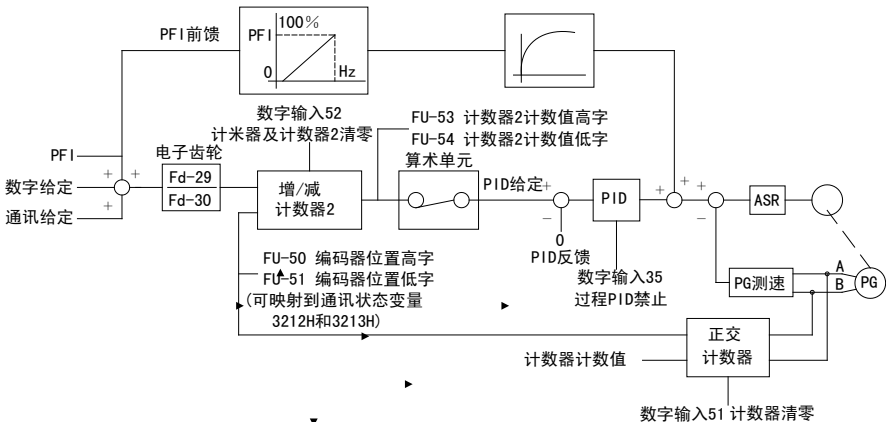 PFI前馈
100%
PFI
0
Hz
数字输入52
计米器及计数器2清零
FU-53 计数器2计数值高字
FU-54 计数器2计数值低字
PFI
数字给定
通讯给定
+
+
+
电子齿轮
Fd-29
Fd-30
增/减
计数器2
算术单元
PID给定
+
-
0
PID反馈
PID
数字输入35
过程PID禁止
+
+
+
-
ASR
PG测速
A
B
PG
FU-50 编码器位置高字
FU-51 编码器位置低字
(可映射到通讯状态变量
3212H和3213H)
计数器计数值
正交
计数器
数字输入51 计数器清零